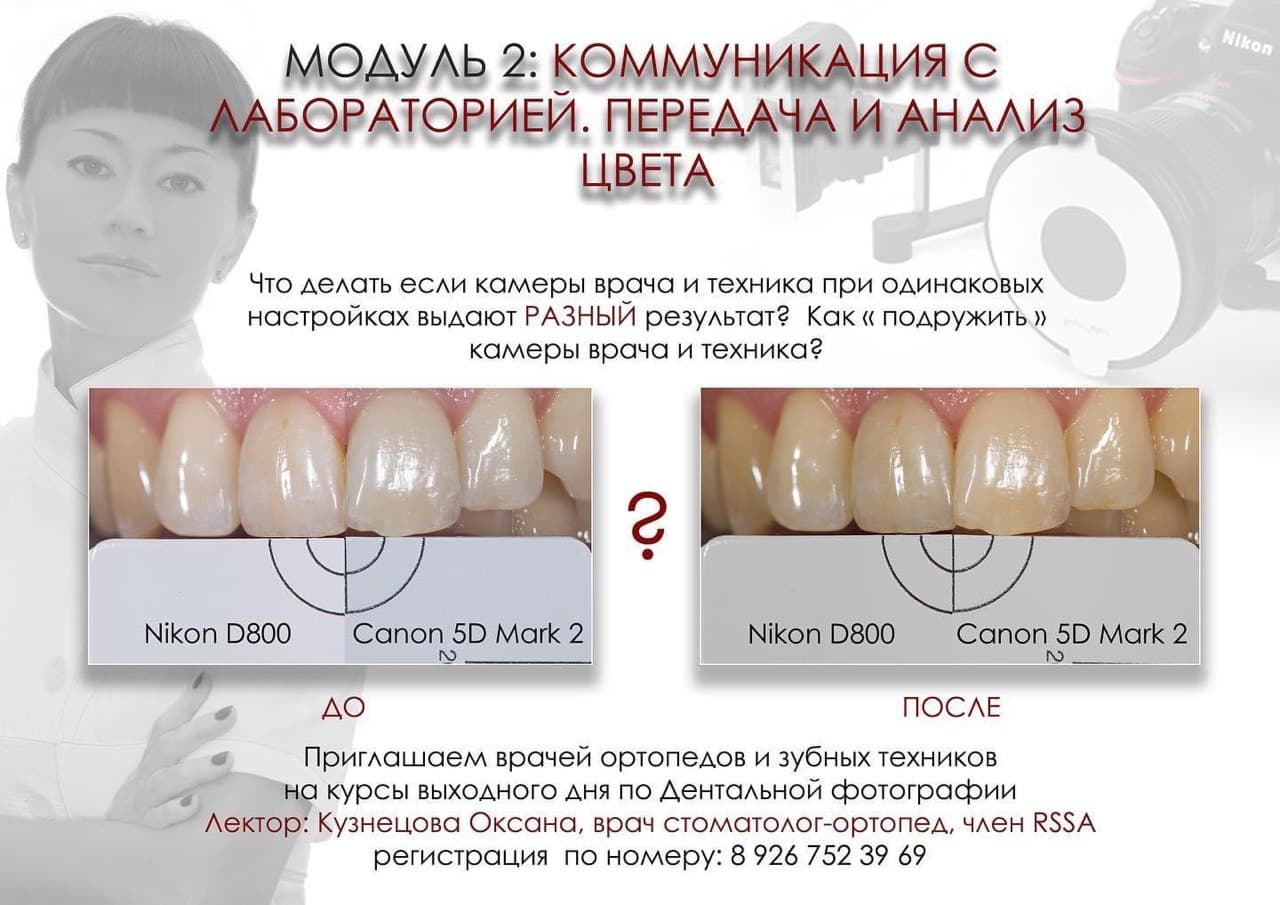 Nikon
МОДУЛЬ 2: КОММУНИКАЦИЯ С
ЛАБОРАТОРИЕЙ. ПЕРЕДАЧА И АНАЛИЗ
ЦВЕТА
Что делать если камеры врача и техника при одинаковых
настройках выдают РАЗНЫЙ результат? Как « подружить »
камеры врача и техника?
?
Nikon D800 Canon 5D Mark 2
2
Nikon D800 Canon 5D Mark 2
2
ДО
ПОСЛЕ
Приглашаем врачей ортопедов и зубных техников
на курсы выходного дня по Дентальной фотографии
Лектор: Кузнецова Оксана, врач стоматолог-ортопед, член RSSA
регистрация по номеру: 8 926 752 39 69